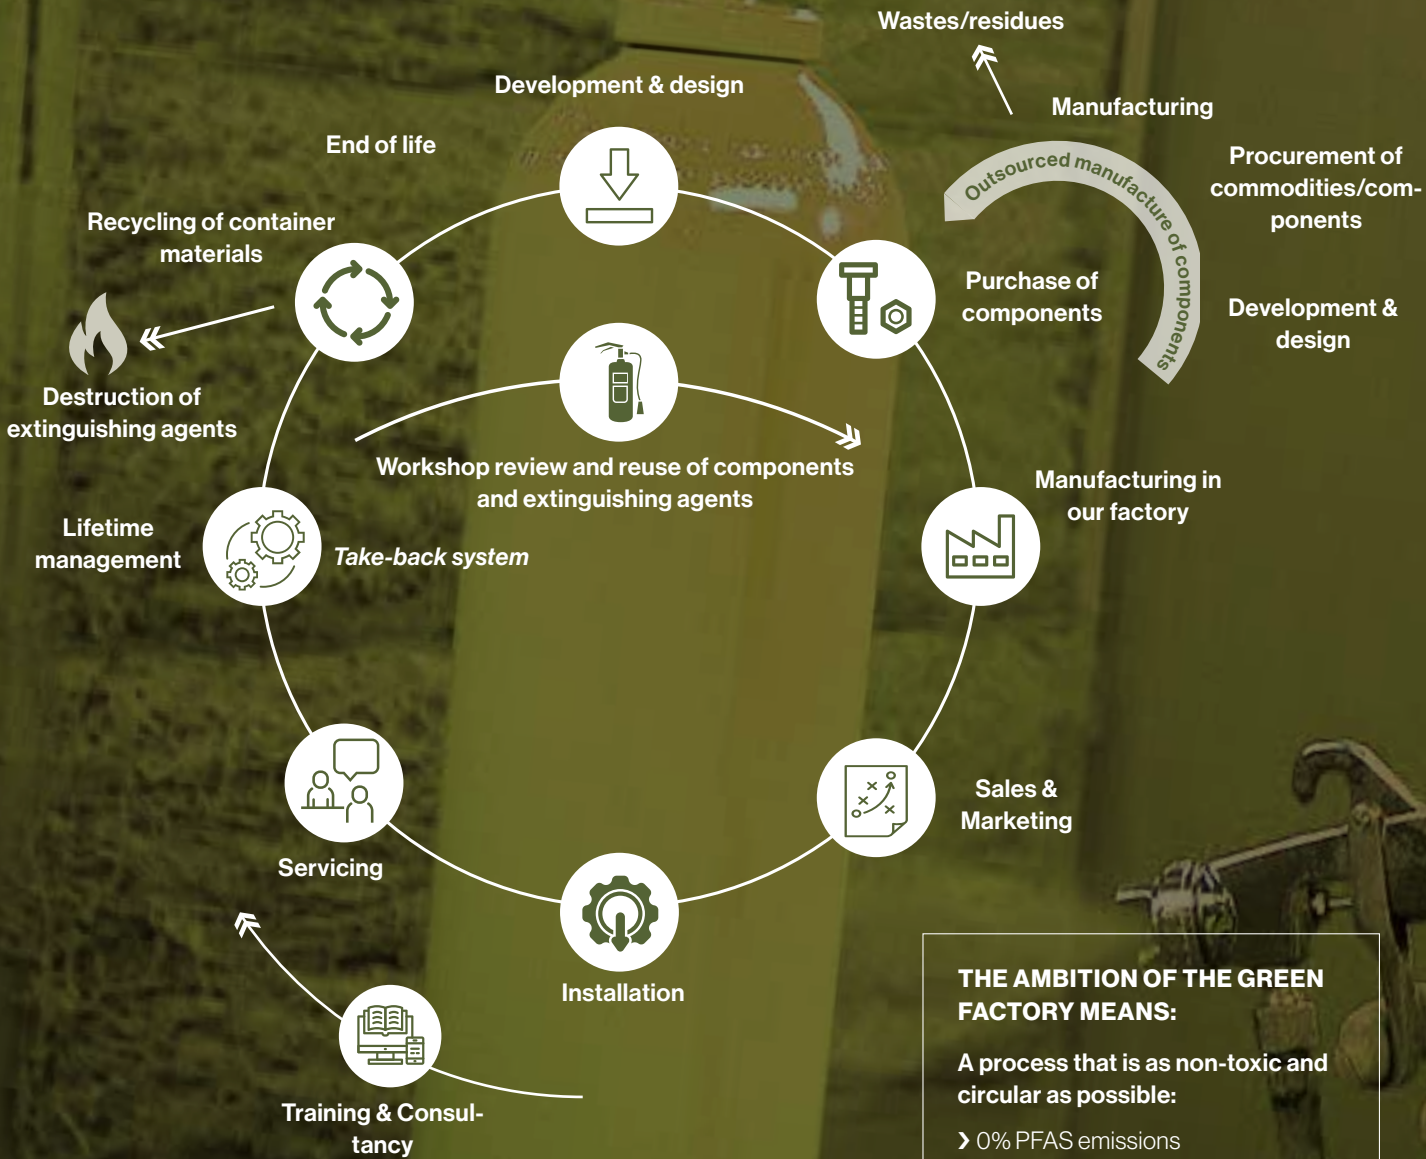 Wastes/residues
Development & design
Manufacturing
End of life
Outsourced manufacture of components
Procurement of
commodities/com-
ponents
Recycling of container
materials
Purchase of
components
Development &
design
Destruction of
extinguishing agents
Workshop review and reuse of components
and extinguishing agents
Manufacturing in
our factory
Lifetime
management
Take-back system
Sales &
Marketing
Servicing
Installation
Training & Consul-
tancy
THE AMBITION OF THE GREEN
FACTORY MEANS:
A process that is as non-toxic and
circular as possible:
› 0% PFAS emissions